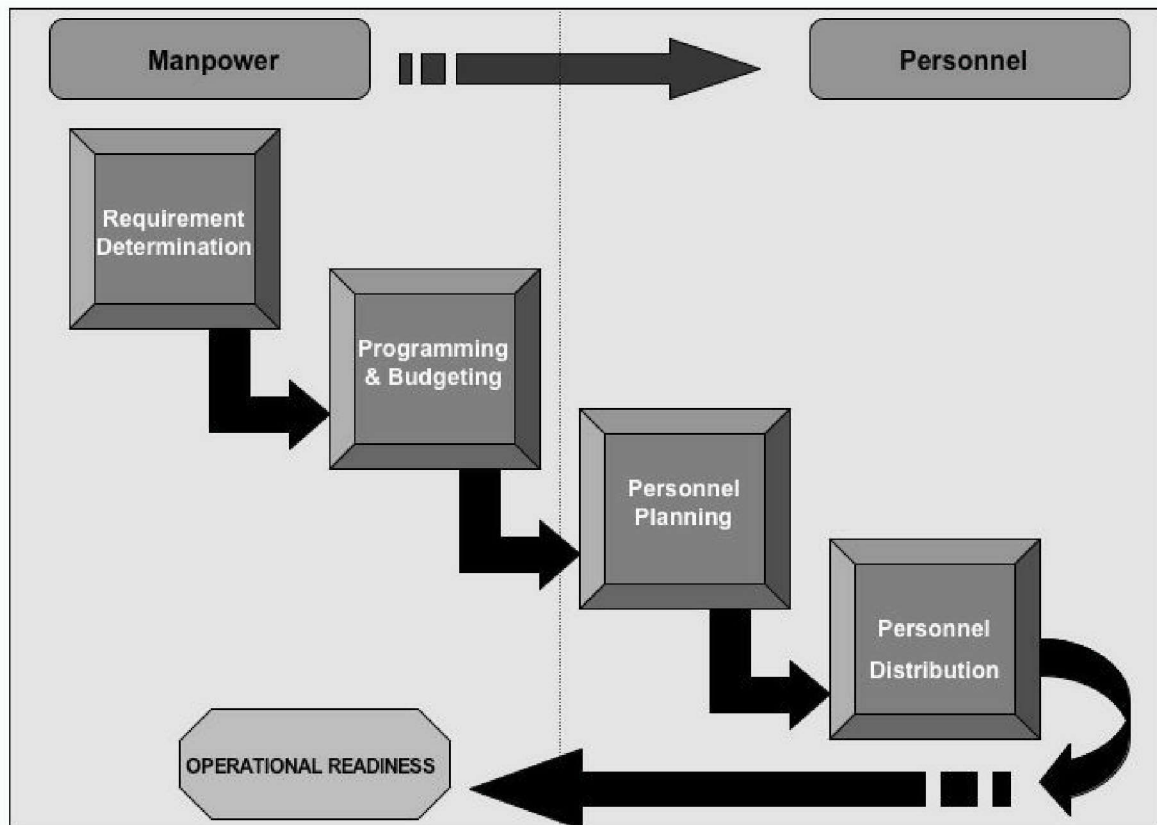 Manpower
Personnel
Requirement
Determination
Programming
& Budgeting
Personnel
Planning
Personnel
Distribution
OPERATIONAL READINESS